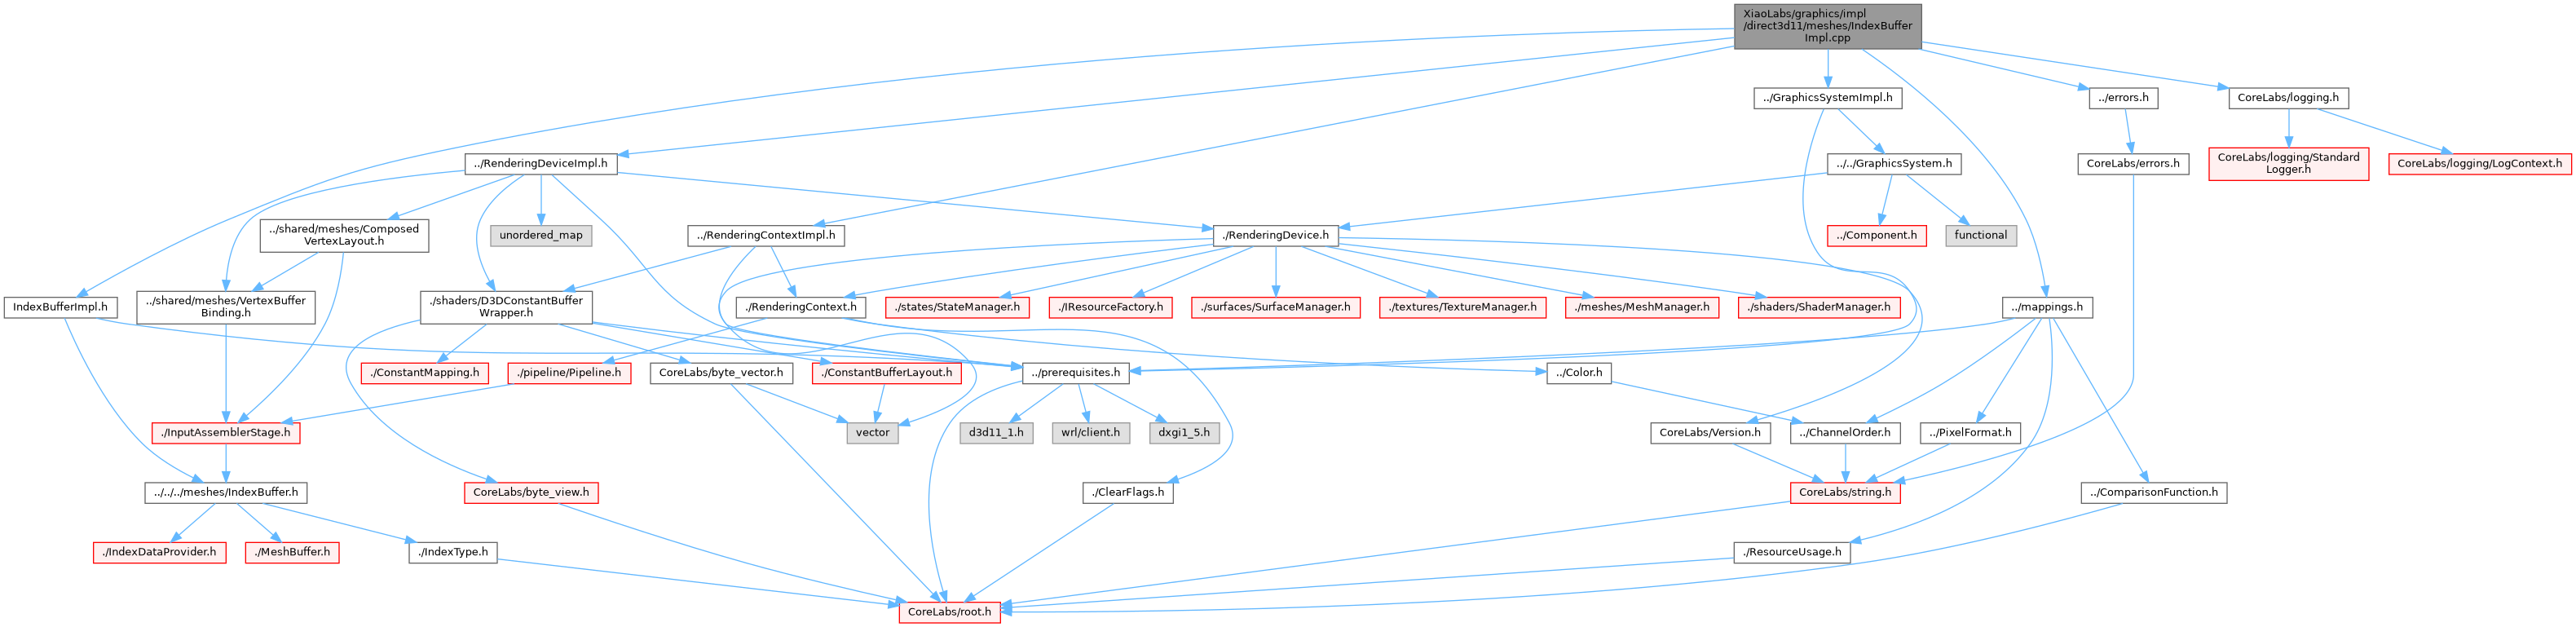 XiaoLabs/graphics/impl
/direct3d11/meshes/IndexBuffer
Impl.cpp
../GraphicsSystemImpl.h
../errors.h
CoreLabs/logging.h
../RenderingDeviceImpl.h
../../GraphicsSystem.h
CoreLabs/errors.h
CoreLabs/logging/Standard
Logger.h
CoreLabs/logging/LogContext.h
../shared/meshes/Composed
VertexLayout.h
unordered_map
../RenderingContextImpl.h
./RenderingDevice.h
../Component.h
functional
IndexBufferImpl.h
../shared/meshes/VertexBuffer
Binding.h
./shaders/D3DConstantBuffer
Wrapper.h
./RenderingContext.h
./states/StateManager.h
./IResourceFactory.h
./surfaces/SurfaceManager.h
./textures/TextureManager.h
./meshes/MeshManager.h
./shaders/ShaderManager.h
../mappings.h
./ConstantMapping.h
./pipeline/Pipeline.h
CoreLabs/byte_vector.h
./ConstantBufferLayout.h
../prerequisites.h
../Color.h
./InputAssemblerStage.h
vector
d3d11_1.h
wrl/client.h
dxgi1_5.h
CoreLabs/Version.h
../ChannelOrder.h
../PixelFormat.h
../../../meshes/IndexBuffer.h
CoreLabs/byte_view.h
./ClearFlags.h
CoreLabs/string.h
../ComparisonFunction.h
./IndexDataProvider.h
./MeshBuffer.h
./IndexType.h
./ResourceUsage.h
CoreLabs/root.h